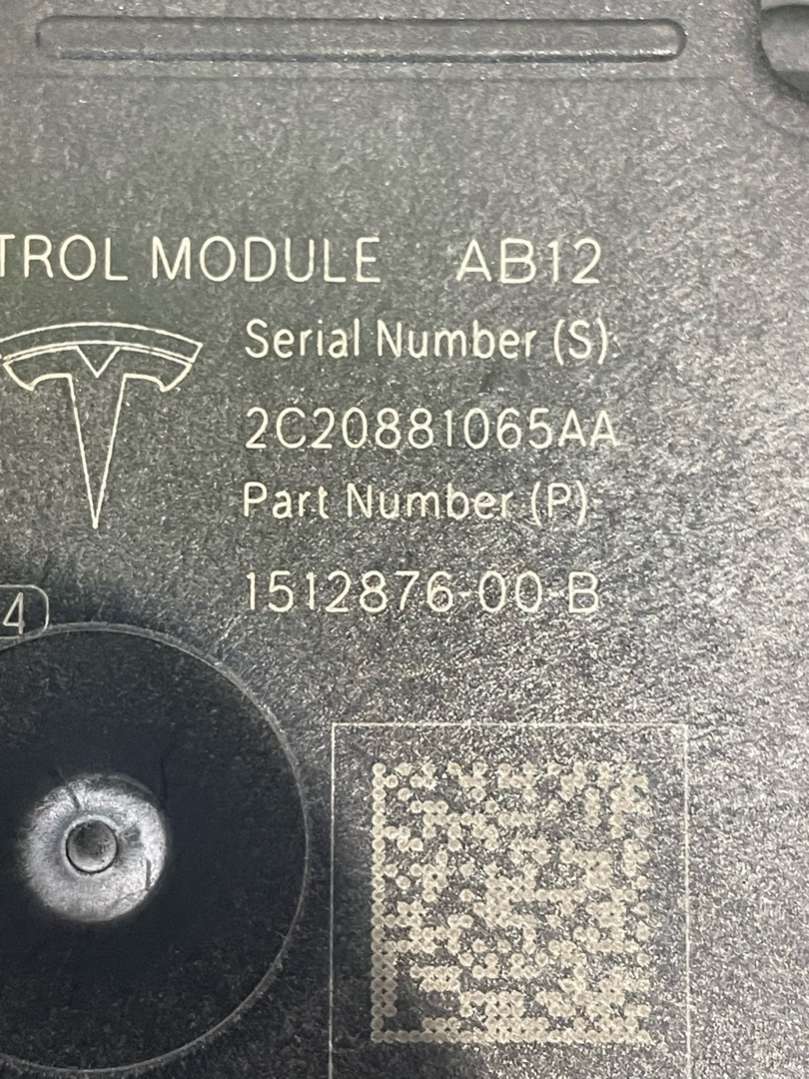 TROL MODULE AB12
Serial Number (S):
2C20881065AA
Part Number (P):
1512876-00-B
4